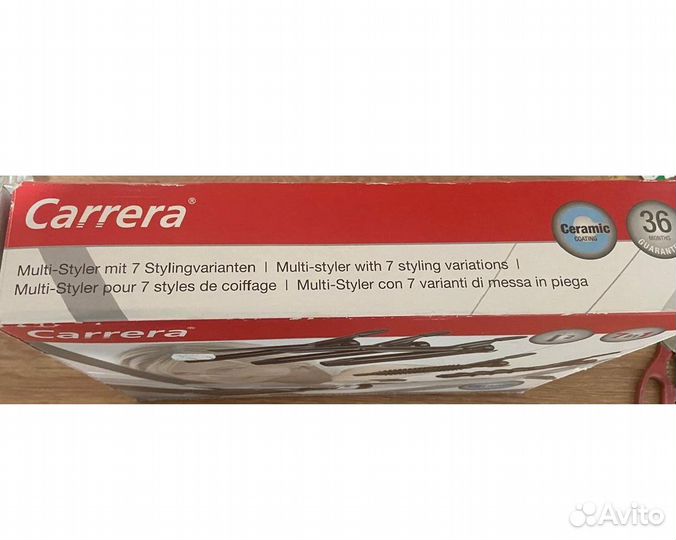 Carrera®
Ceramic
COATING
36
MONTHS
Multi-Styler mit 7 Stylingvarianten | Multi-styler with 7 styling variations |
Multi-Styler pour 7 styles de coiffage | Multi-Styler con 7 varianti di messa in piega
Carrera®
Avito